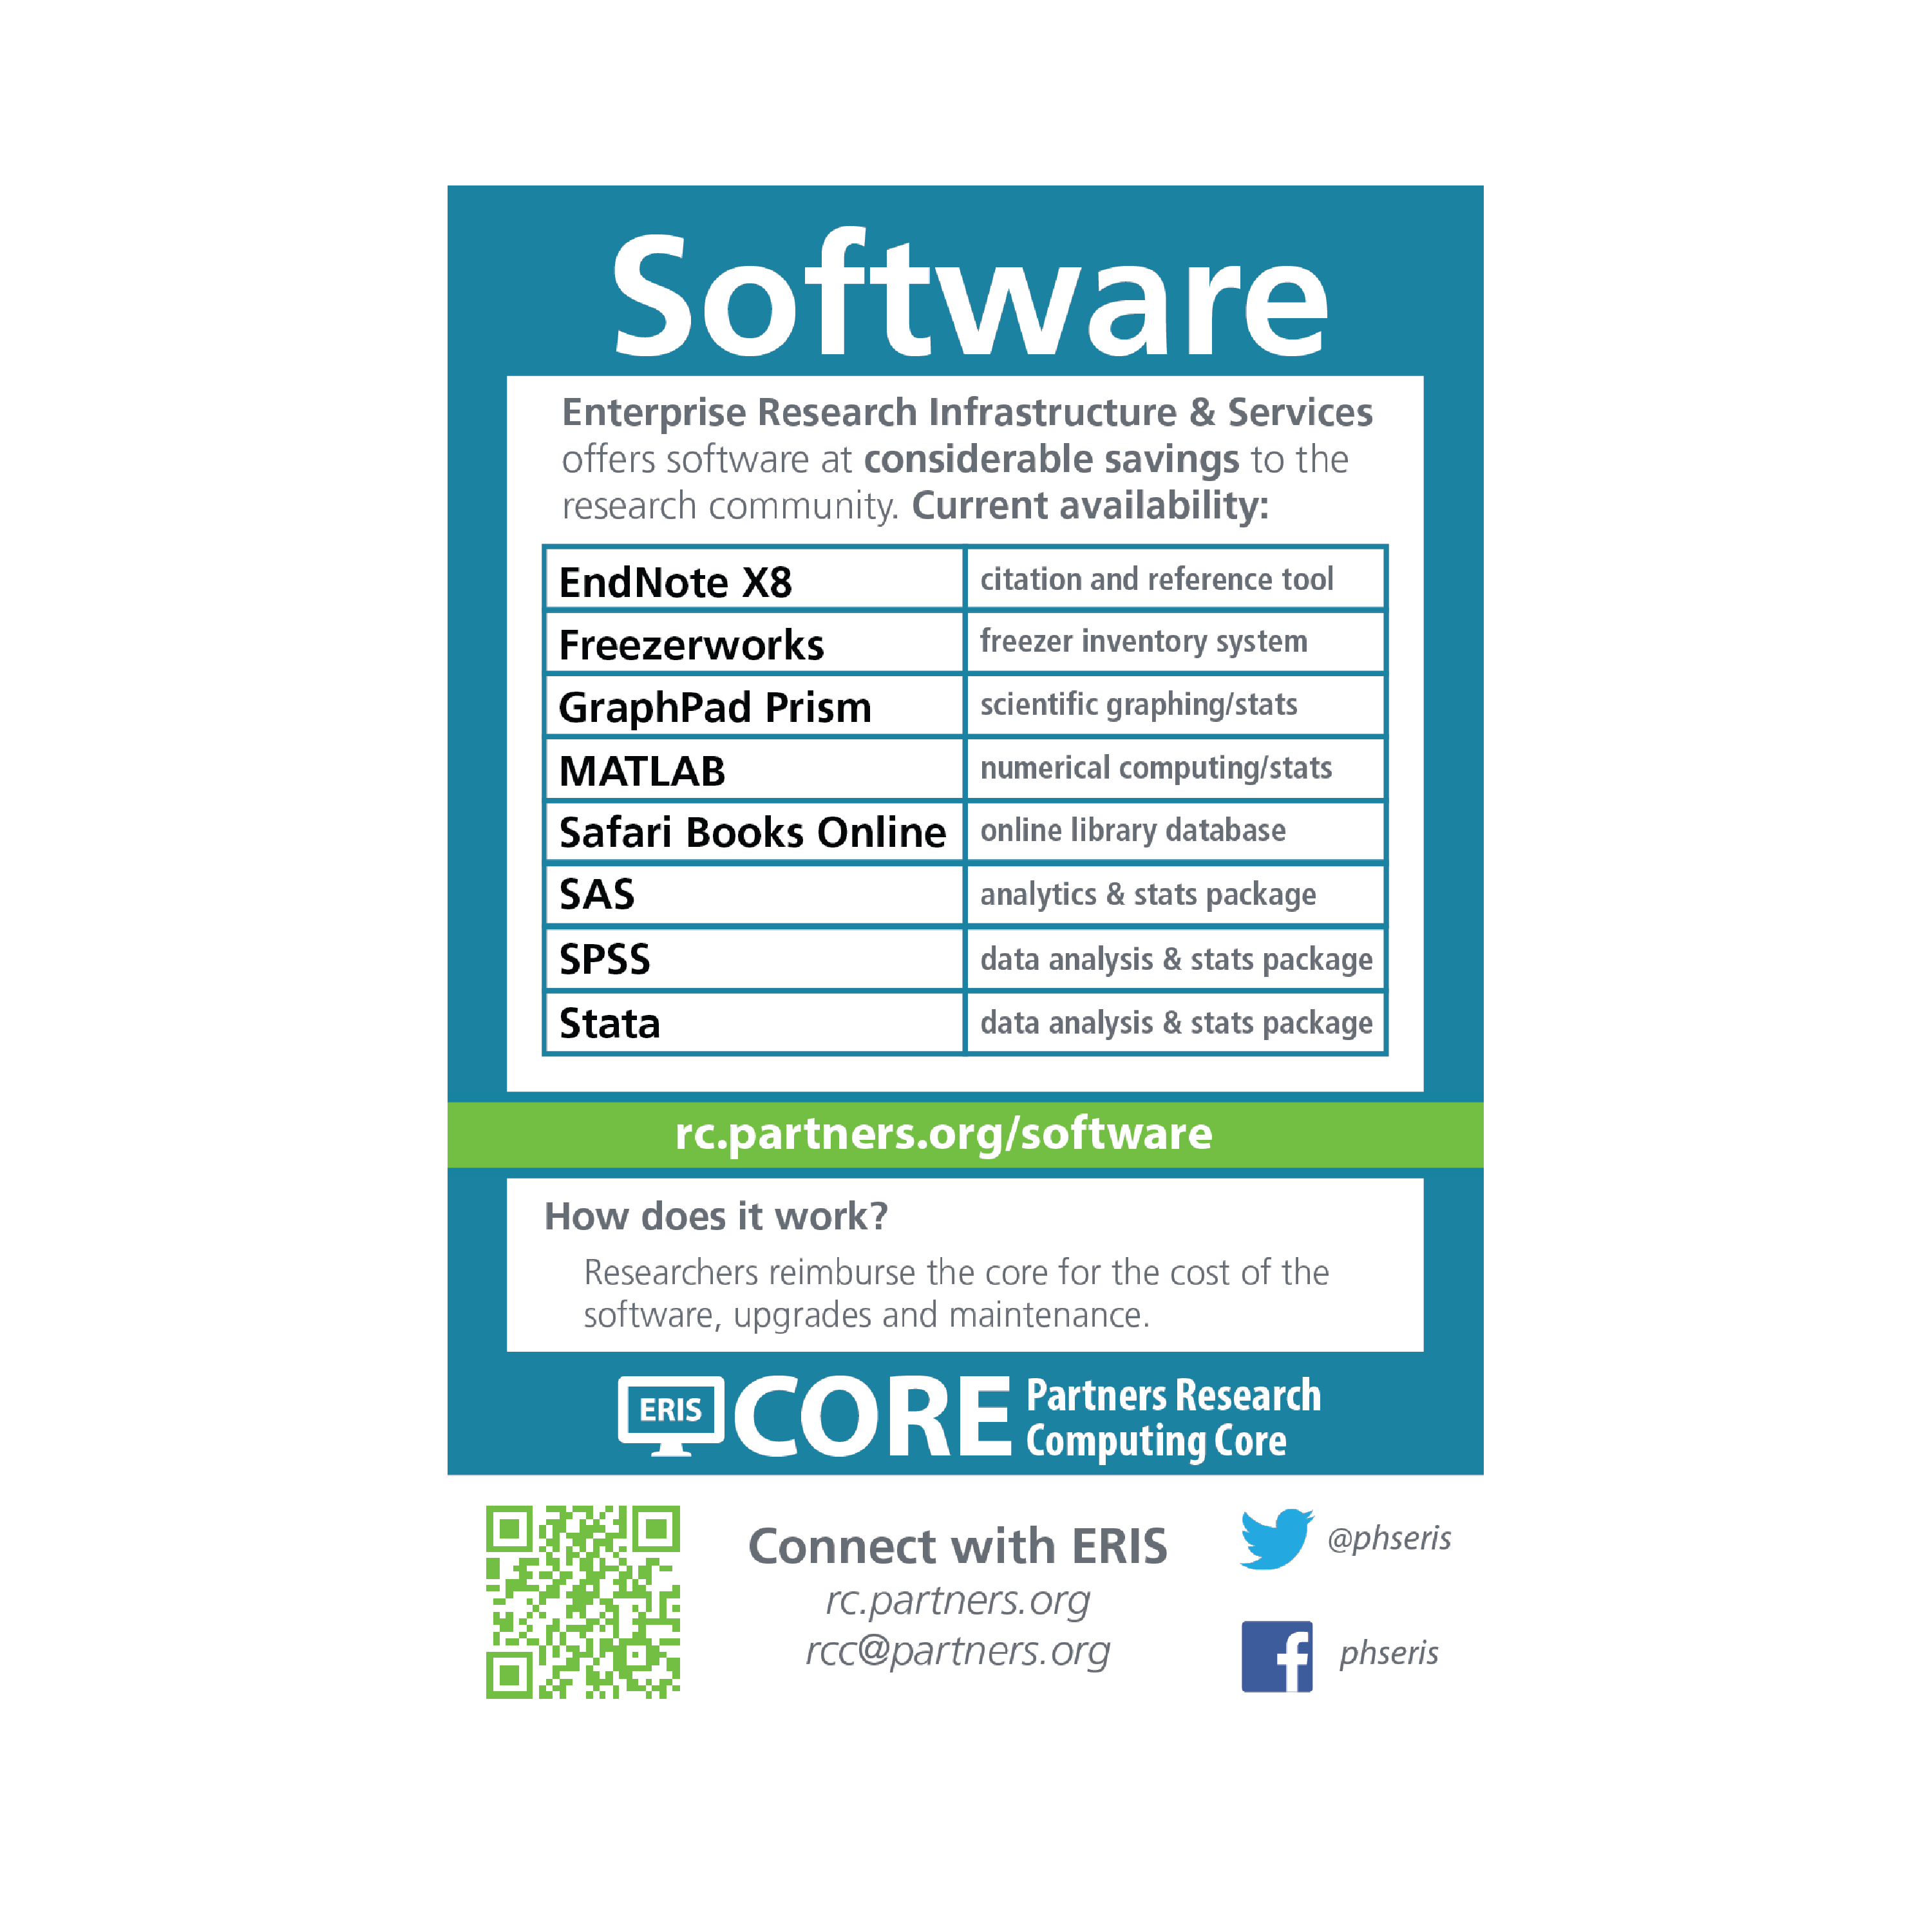 Software
Enterprise Research Infrastructure & Services
offers software at considerable savings to the
research community. Current availability:
EndNote X8 citation and reference tool
Freezerworks freezer inventory system
GraphPad Prism scientific graphing/stats
MATLAB numerical computing/stats
Safari Books Online online library database
SAS analytics & stats package
SPSS data analysis & stats package
Stata data analysis & stats package
rc.partners.org/software
How does it work?
Researchers reimburse the core for the cost of the
software, upgrades and maintenance.
ERIS CORE Partners Research
Computing Core
Connect with ERIS
rc.partners.org
rcc@partners.org
@phseris
phseris